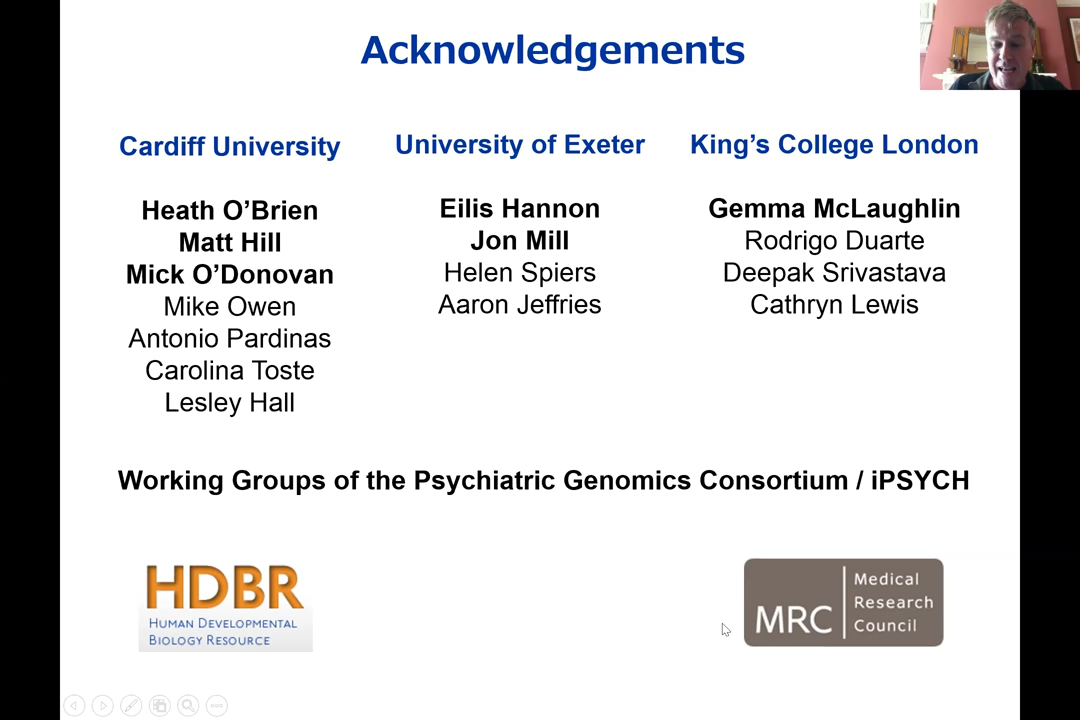 Acknowledgements
Cardiff University
Heath O’Brien
Matt Hill
Mick O’Donovan
Mike Owen
Antonio Pardinas
Carolina Toste
Lesley Hall
University of Exeter
Eilis Hannon
Jon Mill
Helen Spiers
Aaron Jeffries
King’s College London
Gemma McLaughlin
Rodrigo Duarte
Deepak Srivastava
Cathryn Lewis
Working Groups of the Psychiatric Genomics Consortium / iPSYCH
HDBR
HUMAN DEVELOPMENTAL
BIOLOGY RESOURCE
MRC
Medical
Research
Council